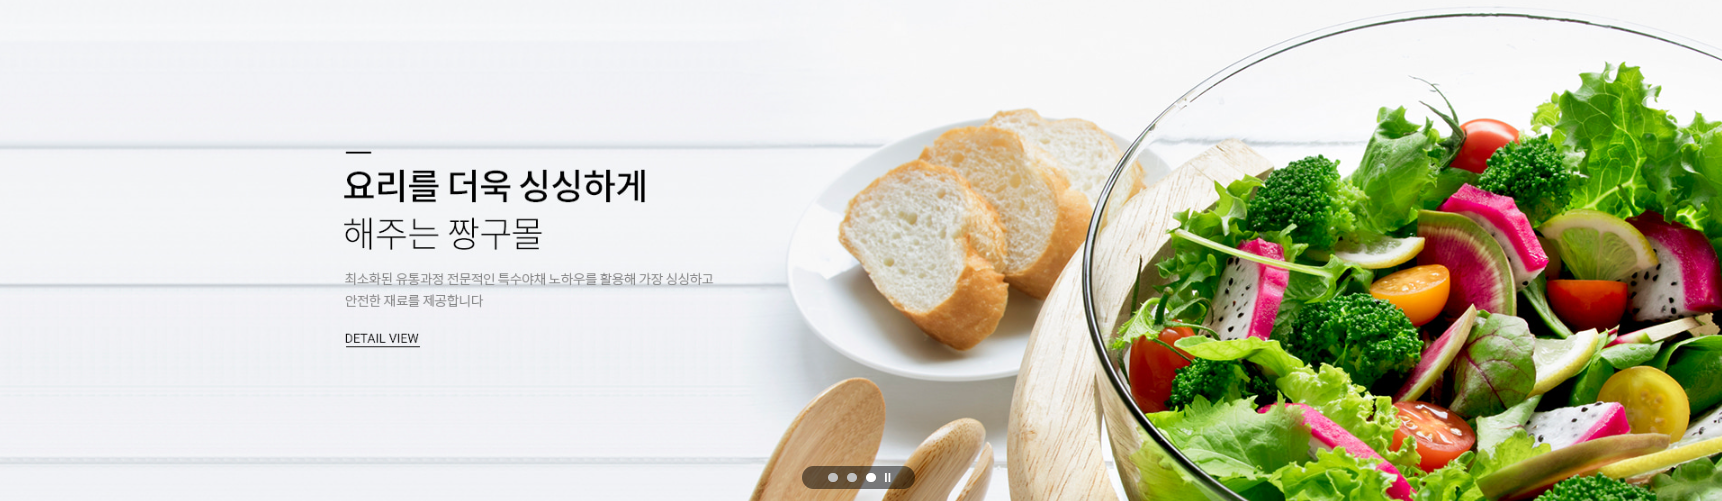 요리를 더욱 싱싱하게
해주는 짱구몰
최소화된 유통과정 전문적인 특수야채 노하우를 활용해 가장 싱싱하고
안전한 재료를 제공합니다
DETAIL VIEW